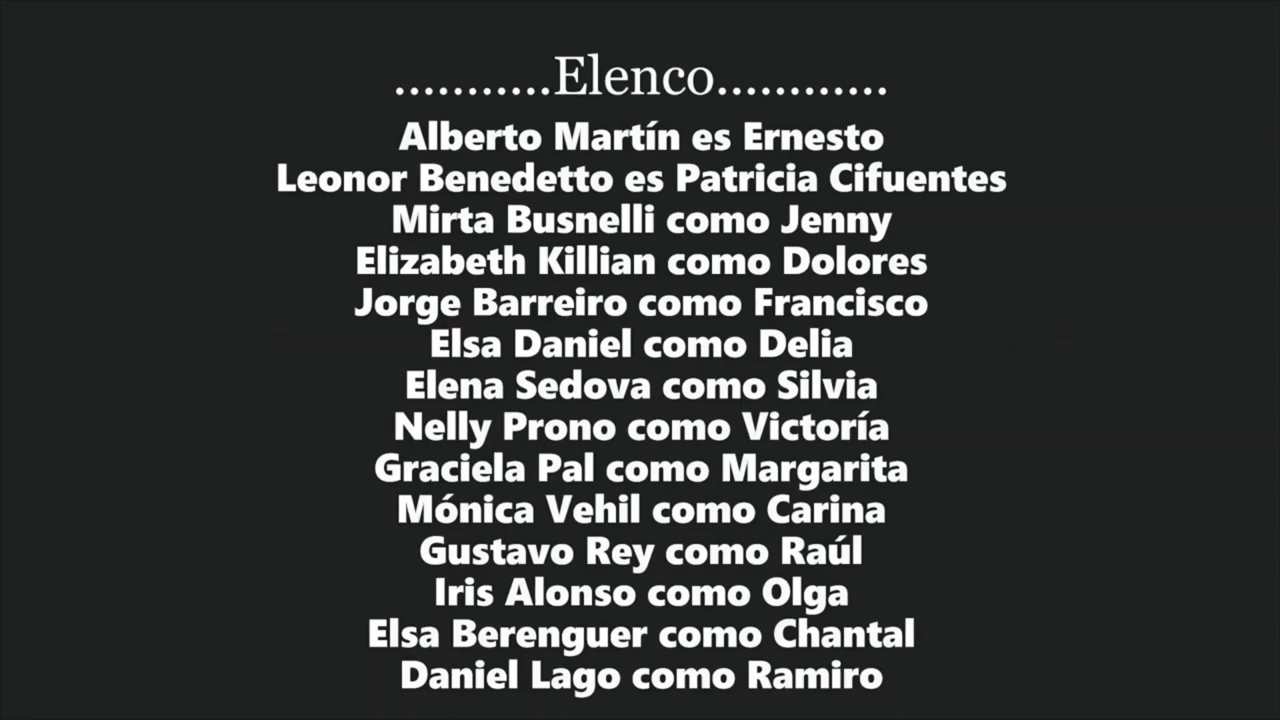 ...........Elenco............
Alberto Martín es Ernesto
Leonor Benedetto es Patricia Cifuentes
Mirta Busnelli como Jenny
Elizabeth Killian como Dolores
Jorge Barreiro como Francisco
Elsa Daniel como Delia
Elena Sedova como Silvia
Nelly Prono como Victoría
Graciela Pal como Margarita
Mónica Vehil como Carina
Gustavo Rey como Raúl
Iris Alonso como Olga
Elsa Berenguer como Chantal
Daniel Lago como Ramiro